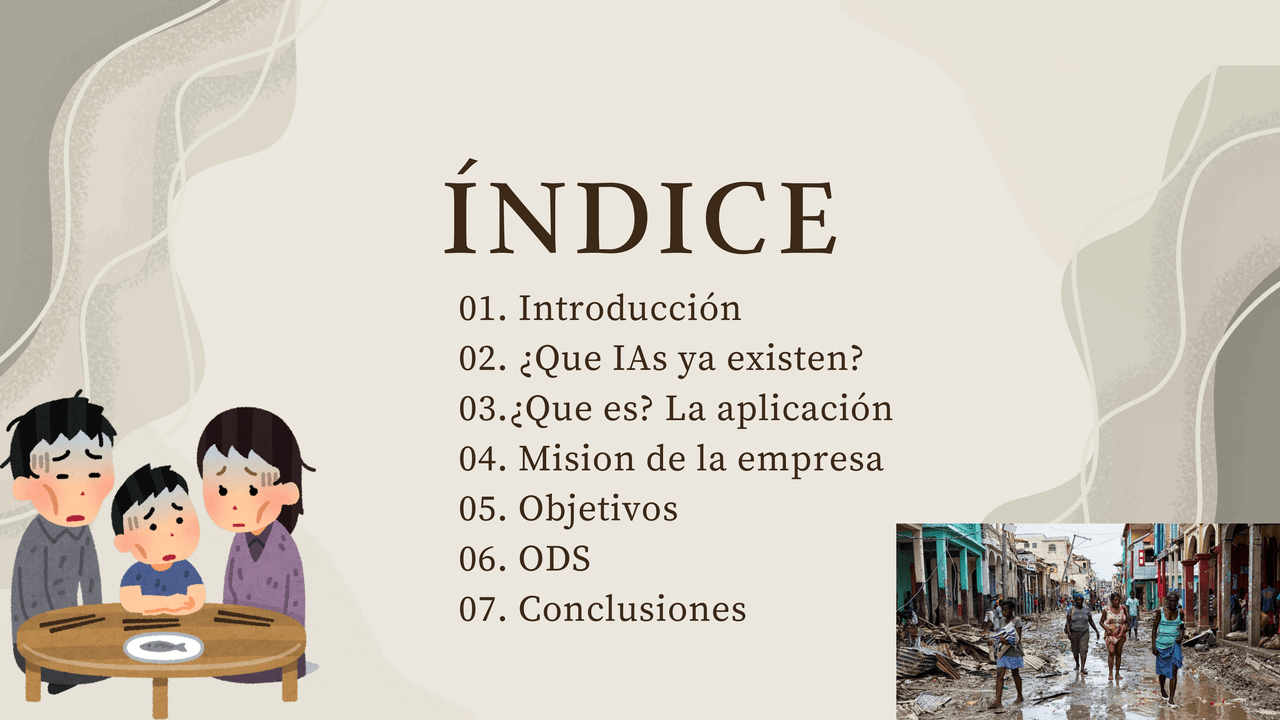 ÍNDICE
01. Introducción
02. ¿Que IAs ya existen?
03.¿Que es? La aplicación
04. Mision de la empresa
05. Objetivos
06. ODS
07. Conclusiones